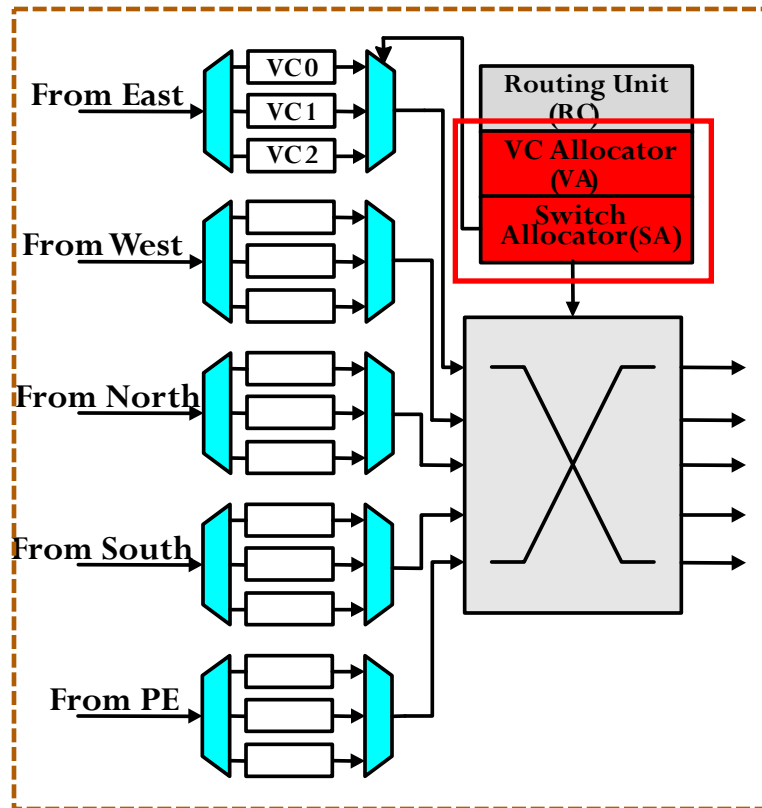 From East
VC0
VC1
VC2
Routing Unit
(RC)
VC Allocator
(VA)
Switch
Allocator(SA)
From West
From North
From South
From PE